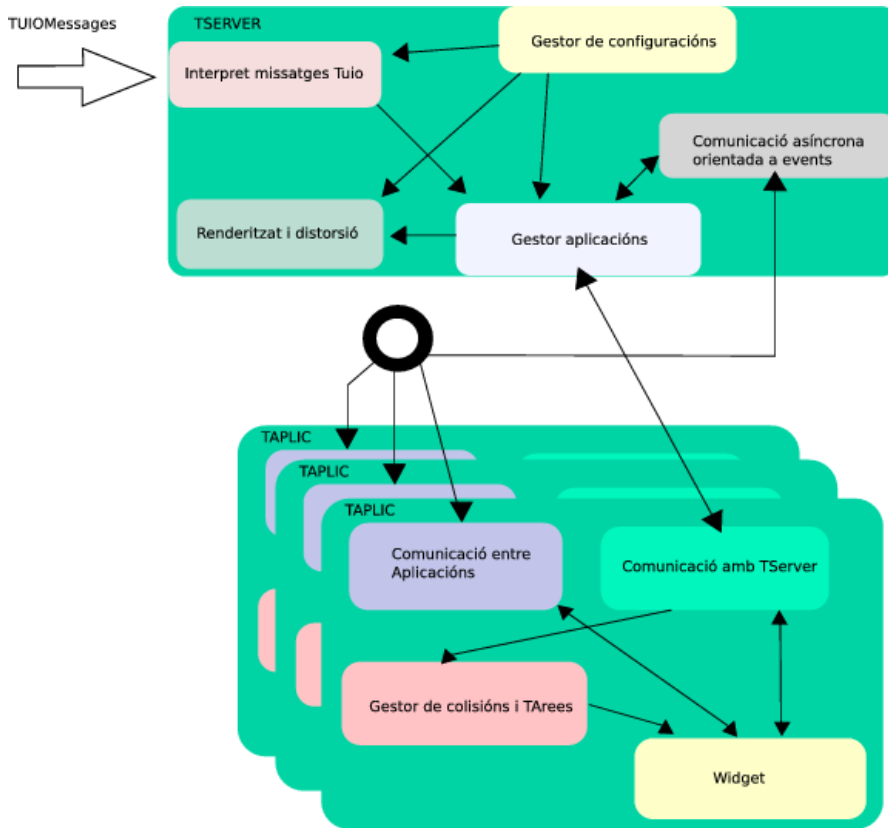 TUIOMessages
TSERVER
Gestor de configuracións
Interpret missatges Tuio
Comunicació asíncrona
orientada a events
Renderitzat i distorsió
Gestor aplicacións
TAPLIC
TAPLIC
TAPLIC
Comunicació entre
Aplicacións
Comunicació amb TServer
Gestor de colisións i TArees
Widget